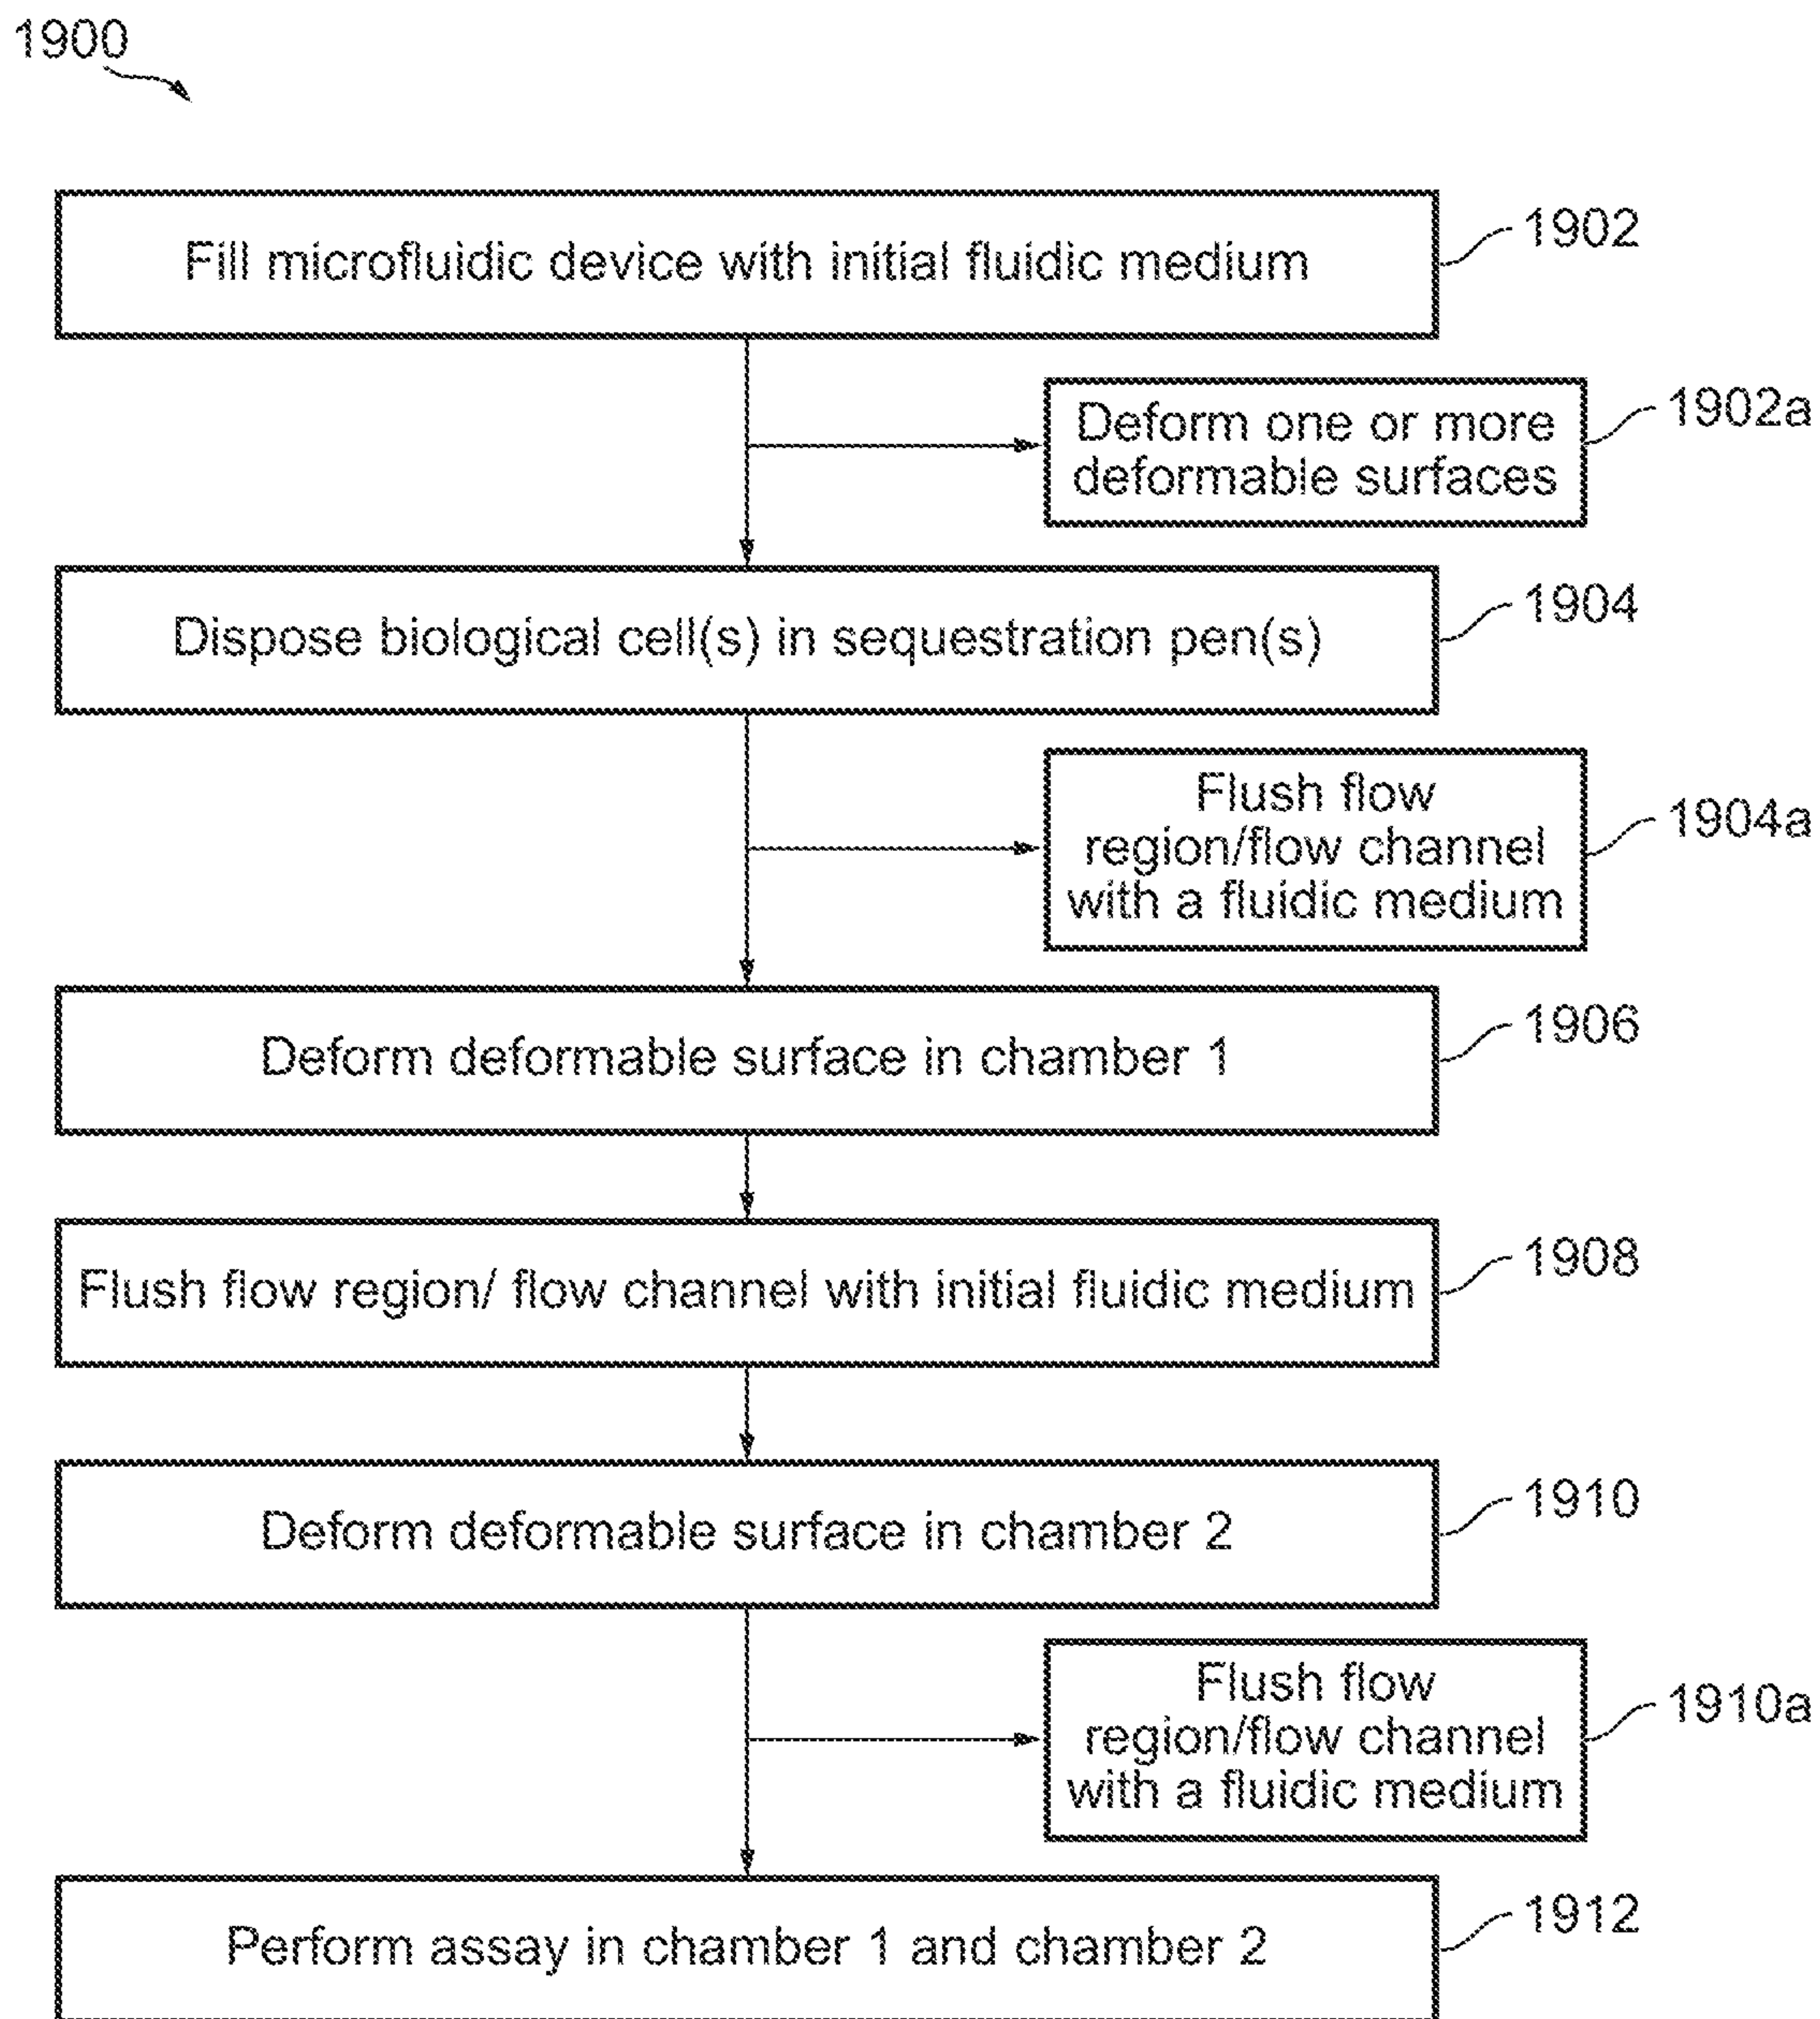 1900
Fill microfluidic device with initial fluidic medium
1902
Deform one or more
deformable surfaces
1902a
Dispose biological cell(s) in sequestration pen(s)
1904
Flush flow
region/flow channel
with a fluidic medium
1904a
Deform deformable surface in chamber 1
1906
Flush flow region/ flow channel with initial fluidic medium
1908
Deform deformable surface in chamber 2
1910
Flush flow
region/flow channel
with a fluidic medium
1910a
Perform assay in chamber 1 and chamber 2
1912